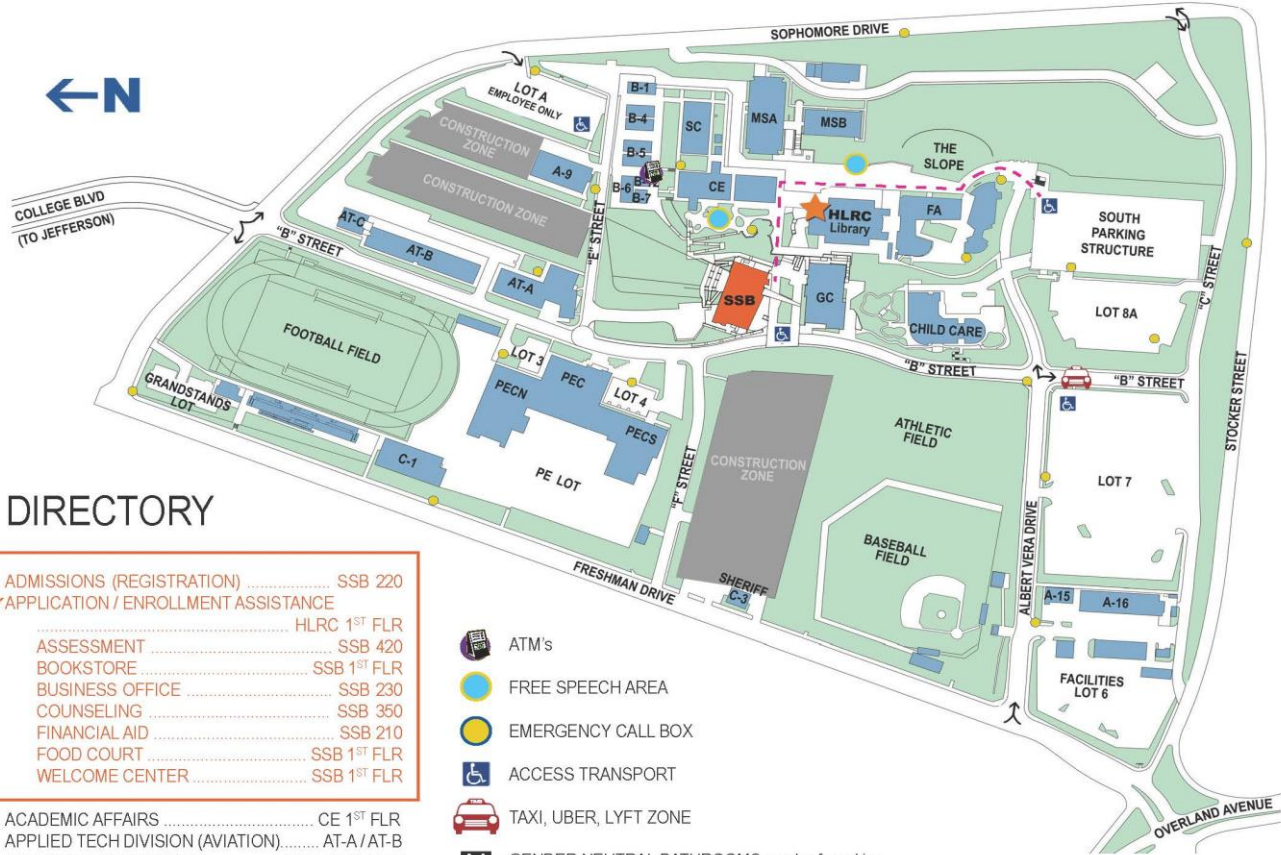 SOPHOMORE DRIVE
←N
LOT A
EMPLOYEE ONLY
B-1
B-4
SC
MSA
MSB
CONSTRUCTION
ZONE
B-5
THE
SLOPE
A-9
CONSTRUCTION ZONE
B-6
B-7
CE
COLLEGE BLVD
(TO JEFFERSON)
AT-C
"B" STREET
AT-B
"E" STREET
HLRC
Library
FA
SOUTH
PARKING
STRUCTURE
AT-A
SSB
GC
"C" STREET
LOT 8A
CHILD CARE
FOOTBALL FIELD
LOT 3
PEC
LOT 4
PECN
PECS
"B" STREET
"B" STREET
GRANDSTANDS
LOT
STOCKER STREET
ATHLETIC
FIELD
C-1
PE LOT
CONSTRUCTION
ZONE
"F" STREET
LOT 7
BASEBALL
FIELD
ALBERT VERA DRIVE
FRESHMAN DRIVE
SHERIFF
C-3
A-15
A-16
FACILITIES
LOT 6
OVERLAND AVENUE
DIRECTORY
ADMISSIONS (REGISTRATION) ........ SSB 220
APPLICATION / ENROLLMENT ASSISTANCE
........ HLRC 1ST FLR
ASSESSMENT ........ SSB 420
BOOKSTORE ........ SSB 1ST FLR
BUSINESS OFFICE ........ SSB 230
COUNSELING ........ SSB 350
FINANCIAL AID ........ SSB 210
FOOD COURT ........ SSB 1ST FLR
WELCOME CENTER ........ SSB 1ST FLR
ACADEMIC AFFAIRS ........ CE 1ST FLR
APPLIED TECH DIVISION (AVIATION)........ AT-A / AT-B
ATM's
FREE SPEECH AREA
EMERGENCY CALL BOX
ACCESS TRANSPORT
TAXI, UBER, LYFT ZONE
GENDER NEUTRAL BATHROOMS